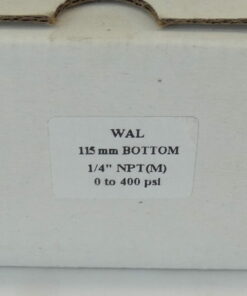 WAL
115 mm BOTTOM
1/4" NPT(M)
0 to 400 psi